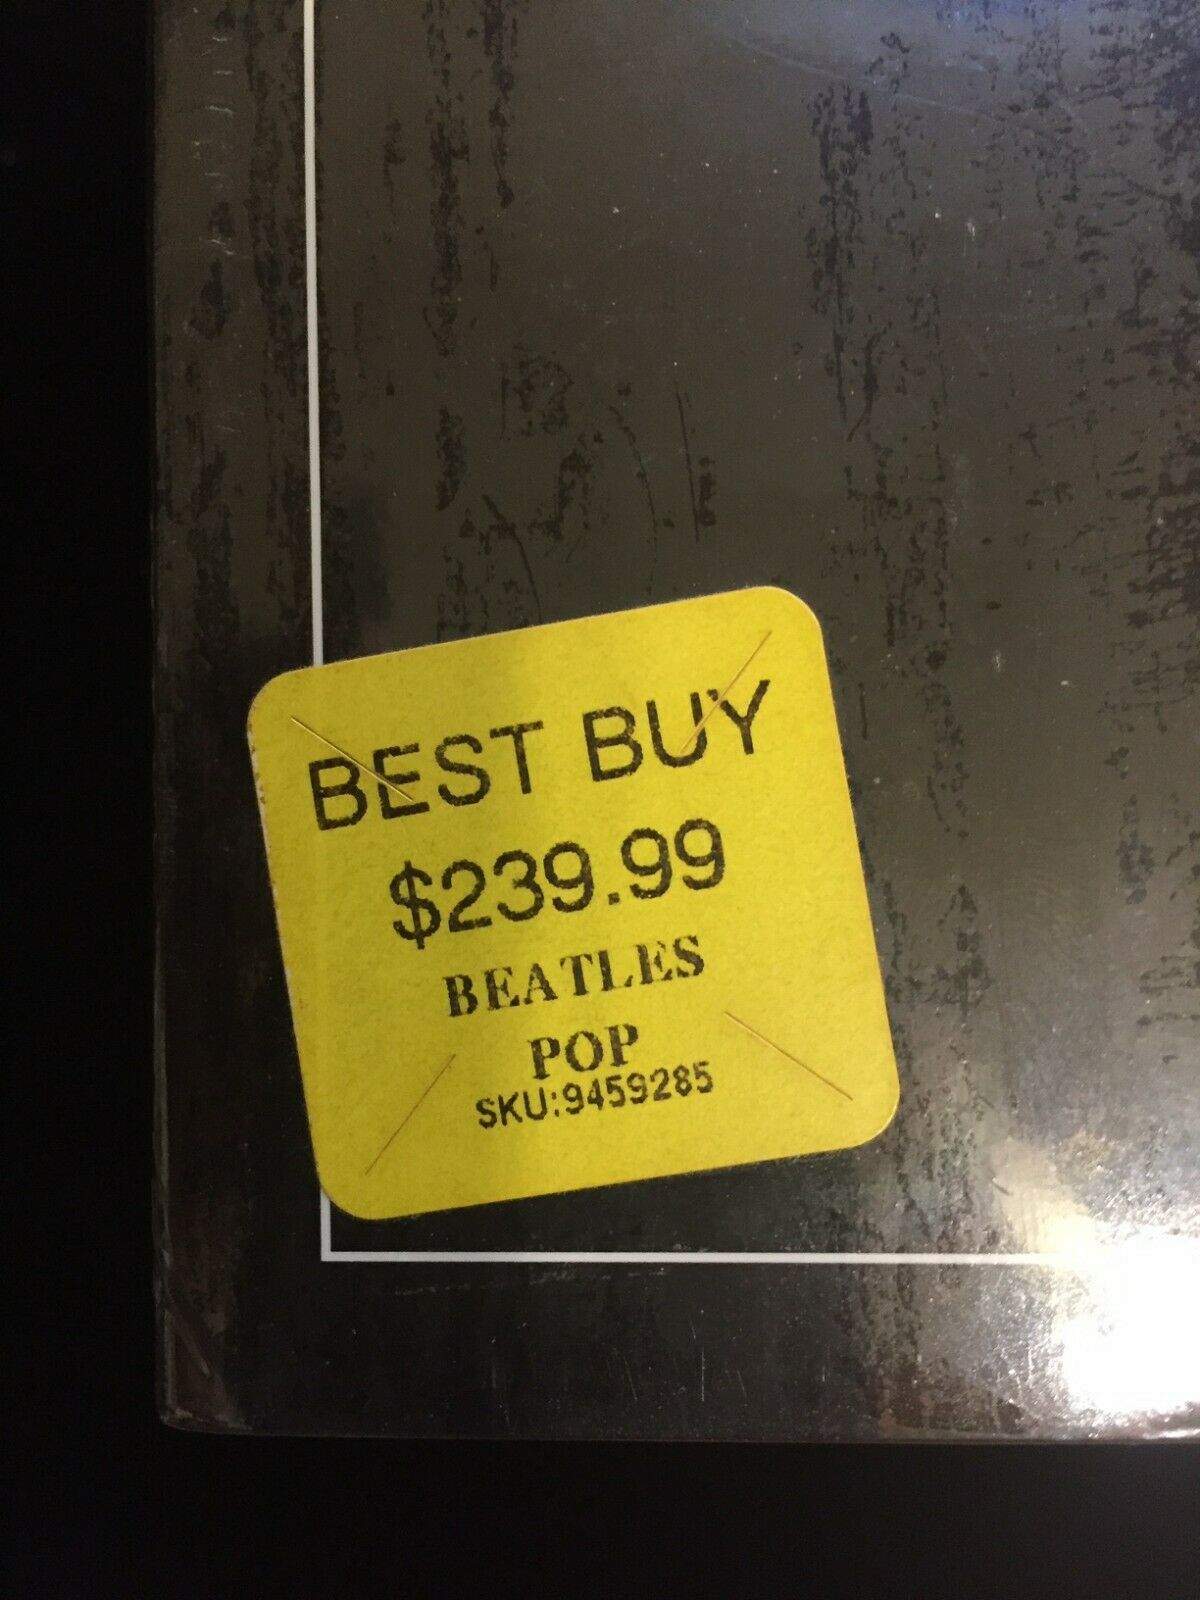 BEST BUY
$239.99
BEATLES
POP
SKU:9459285